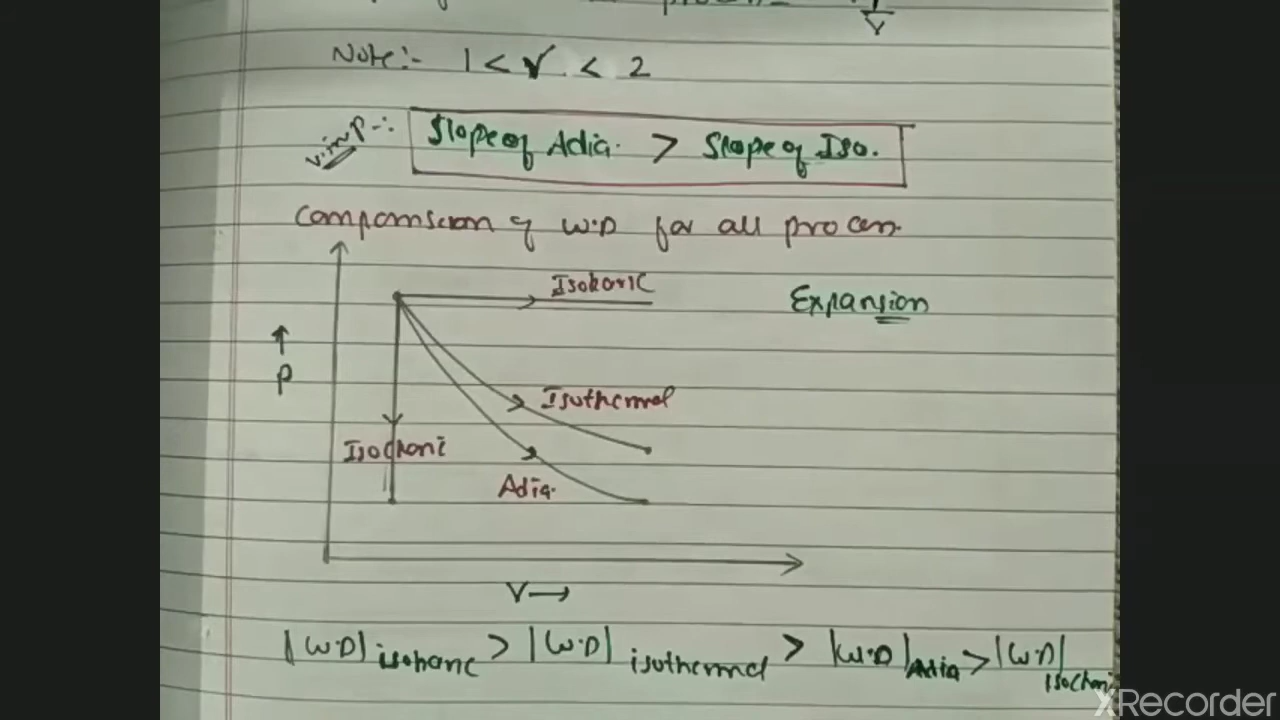 γ
Note:- 1 < γ < 2
V.imp-: Slope of Adia. > Slope of Iso.
Comparison of W.D for all process.
Isobaric
Expansion
↑
P
Isothermal
Isochoric
Adia.
V→
|W.D| isobaric > |W.D| isothermal > |W.D| Adia > |W.D| isochori
XRecorder